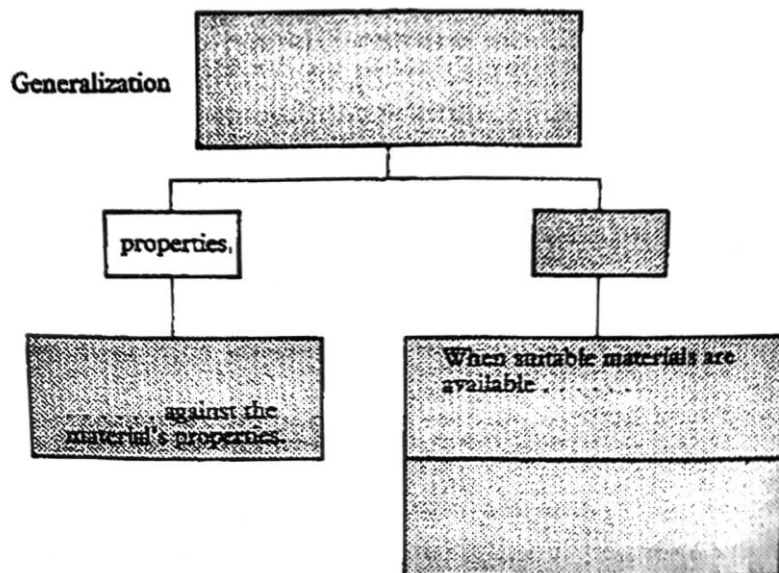 Generalization
properties.
. . . . . . against the
material's properties.
When suitable materials are
available . . . . . .